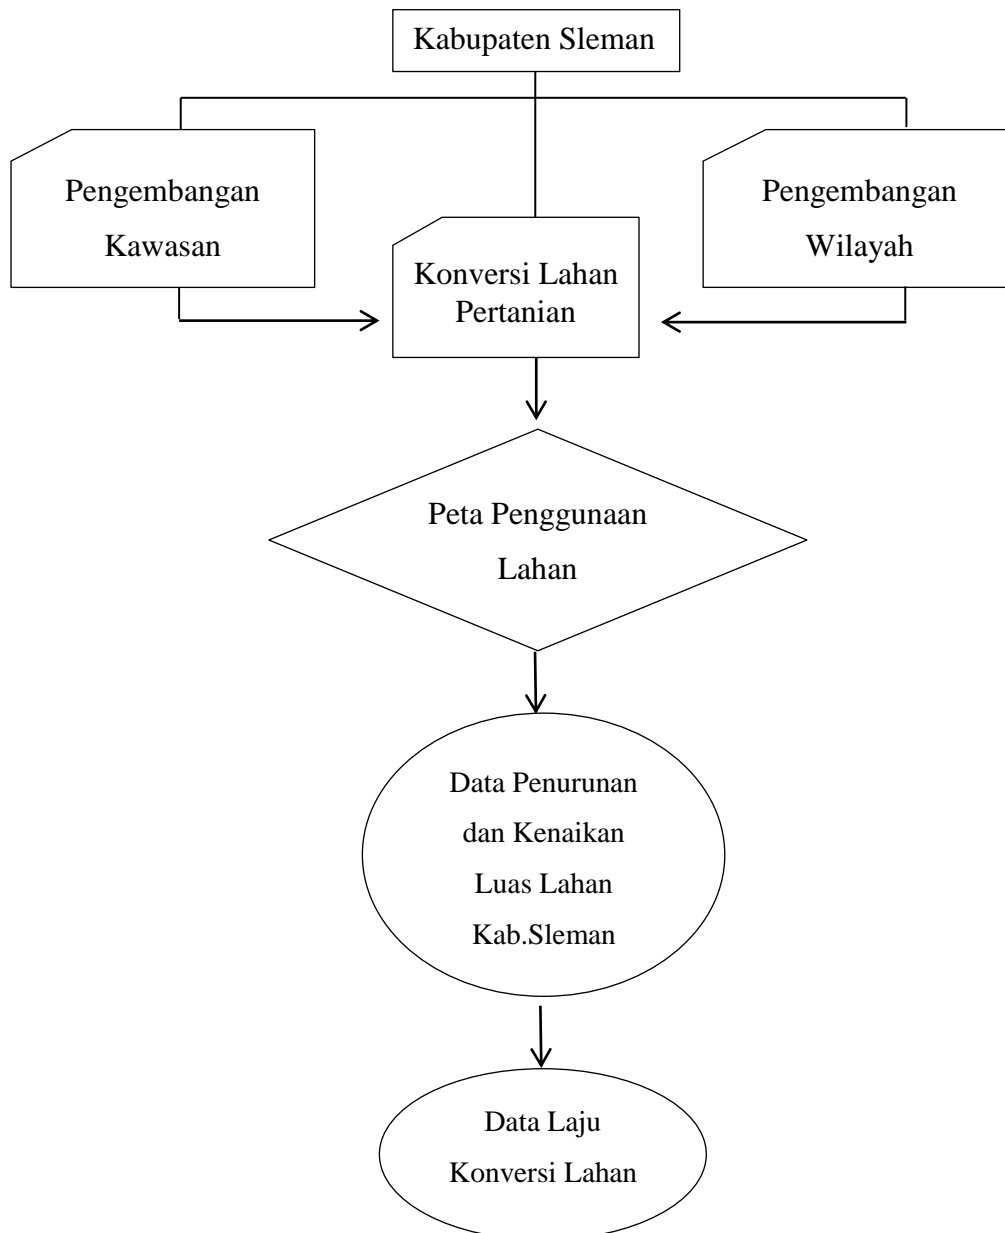 Kabupaten Sleman
Pengembangan
Kawasan
Pengembangan
Wilayah
Konversi Lahan
Pertanian
Peta Penggunaan
Lahan
Data Penurunan
dan Kenaikan
Luas Lahan
Kab.Sleman
Data Laju
Konversi Lahan